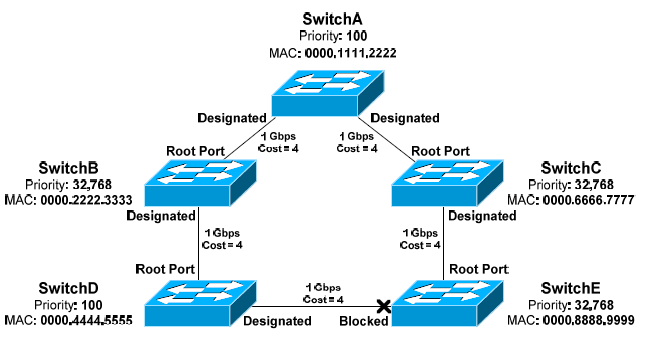 SwitchA
Priority: 100
MAC: 0000.1111.2222
Designated
Designated
1 Gbps
Cost = 4
1 Gbps
Cost = 4
Root Port
Root Port
SwitchB
Priority: 32,768
MAC: 0000.2222.3333
SwitchC
Priority: 32,768
MAC: 0000.6666.7777
Designated
Designated
1 Gbps
Cost = 4
1 Gbps
Cost = 4
Root Port
Root Port
SwitchD
Priority: 100
MAC: 0000.4444.5555
1 Gbps
Cost = 4
SwitchE
Priority: 32,768
MAC: 0000.8888.9999
Designated
Blocked